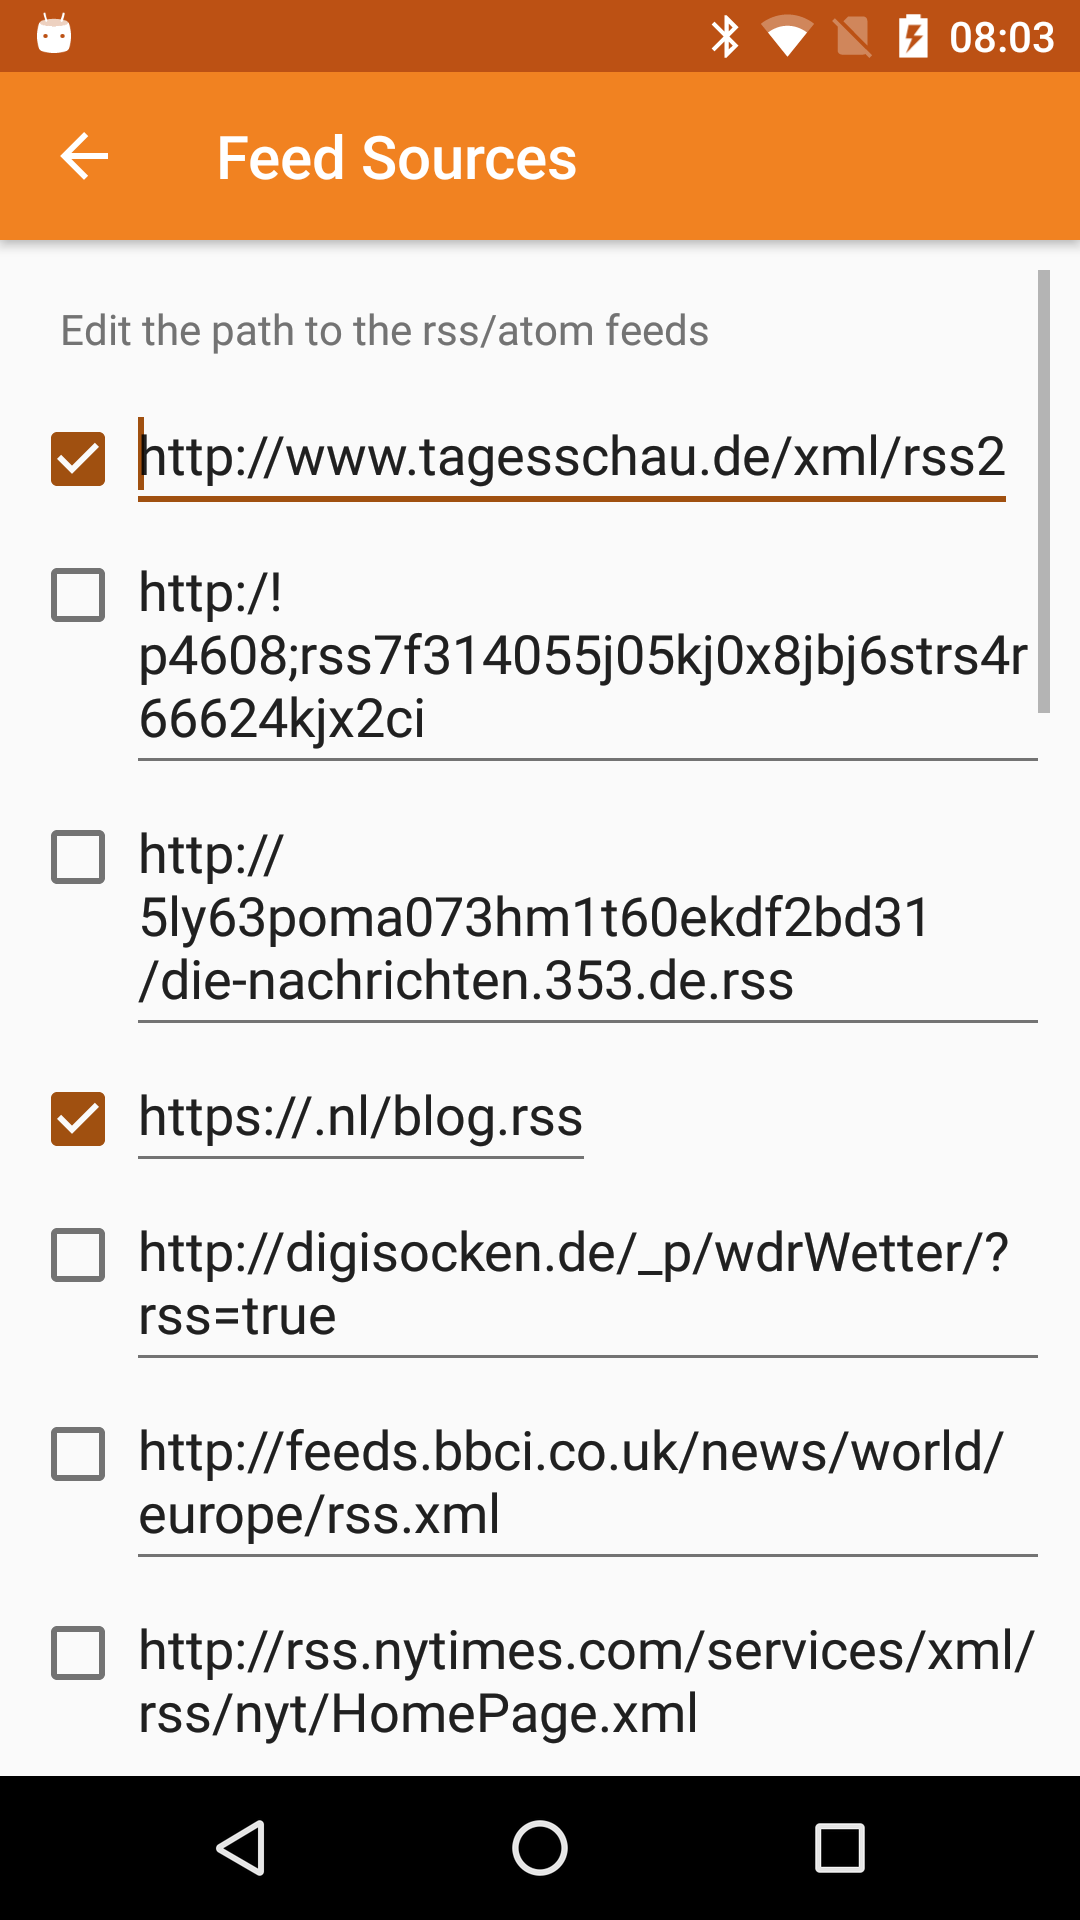 08:03
Feed Sources
Edit the path to the rss/atom feeds
http://www.tagesschau.de/xml/rss2
http:/!
p4608;rss7f314055j05kj0x8jbj6strs4r
66624kjx2ci
http://
5ly63poma073hm1t60ekdf2bd31
/die-nachrichten.353.de.rss
https://.nl/blog.rss
http://digisocken.de/_p/wdrWetter/?
rss=true
http://feeds.bbci.co.uk/news/world/
europe/rss.xml
http://rss.nytimes.com/services/xml/
rss/nyt/HomePage.xml